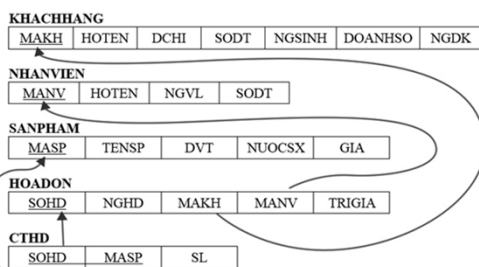 KHACHHANG
MAKH HOTEN DCHI SODT NGSINH DOANHSO NGDK
NHANVIEN
MANV HOTEN NGVL SODT
SANPHAM
MASP TENSP DVT NUOCSX GIA
HOADON
SOHD NGHD MAKH MANV TRIGIA
CTHD
SOHD MASP SL